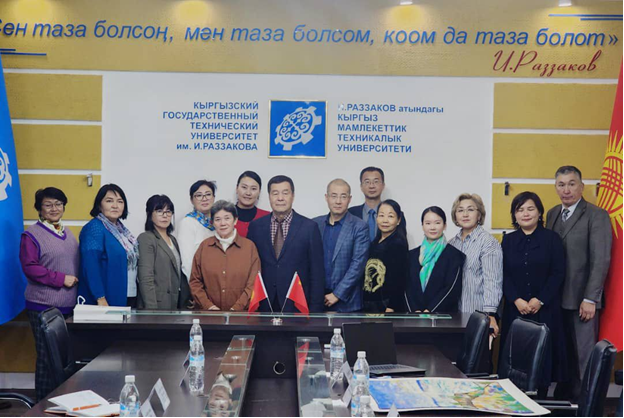 Сен таза болсоң, мен таза болсом, коом да таза болот»
И.Раззаков
КЫРГЫЗСКИЙ
ГОСУДАРСТВЕННЫЙ
ТЕХНИЧЕСКИЙ
УНИВЕРСИТЕТ
им. И.РАЗЗАКОВА
И.РАЗЗАКОВ атындагы
КЫРГЫЗ
МАМЛЕКЕТТИК
ТЕХНИКАЛЫК
УНИВЕРСИТЕТИ